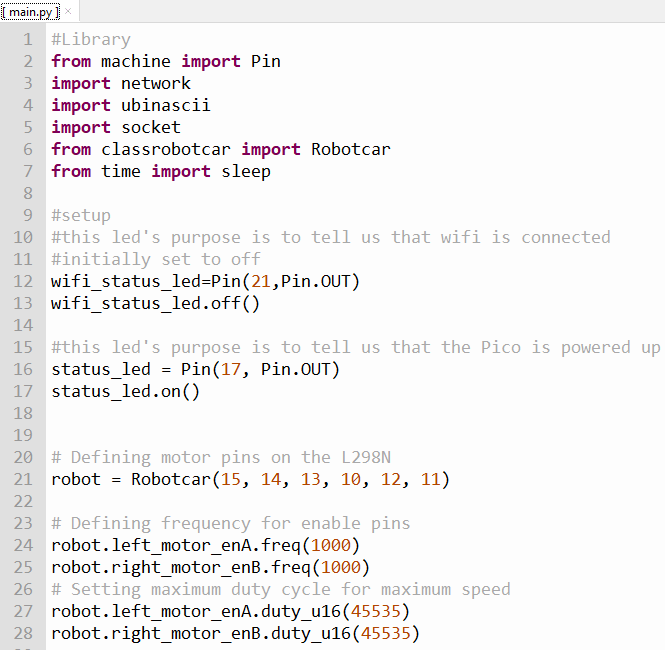 [ main.py ] ×
1 #Library
2 from machine import Pin
3 import network
4 import ubinascii
5 import socket
6 from classrobotcar import Robotcar
7 from time import sleep
8
9 #setup
10 #this led's purpose is to tell us that wifi is connected
11 #initially set to off
12 wifi_status_led=Pin(21,Pin.OUT)
13 wifi_status_led.off()
14
15 #this led's purpose is to tell us that the Pico is powered up
16 status_led = Pin(17, Pin.OUT)
17 status_led.on()
18
19
20 # Defining motor pins on the L298N
21 robot = Robotcar(15, 14, 13, 10, 12, 11)
22
23 # Defining frequency for enable pins
24 robot.left_motor_enA.freq(1000)
25 robot.right_motor_enB.freq(1000)
26 # Setting maximum duty cycle for maximum speed
27 robot.left_motor_enA.duty_u16(45535)
28 robot.right_motor_enB.duty_u16(45535)